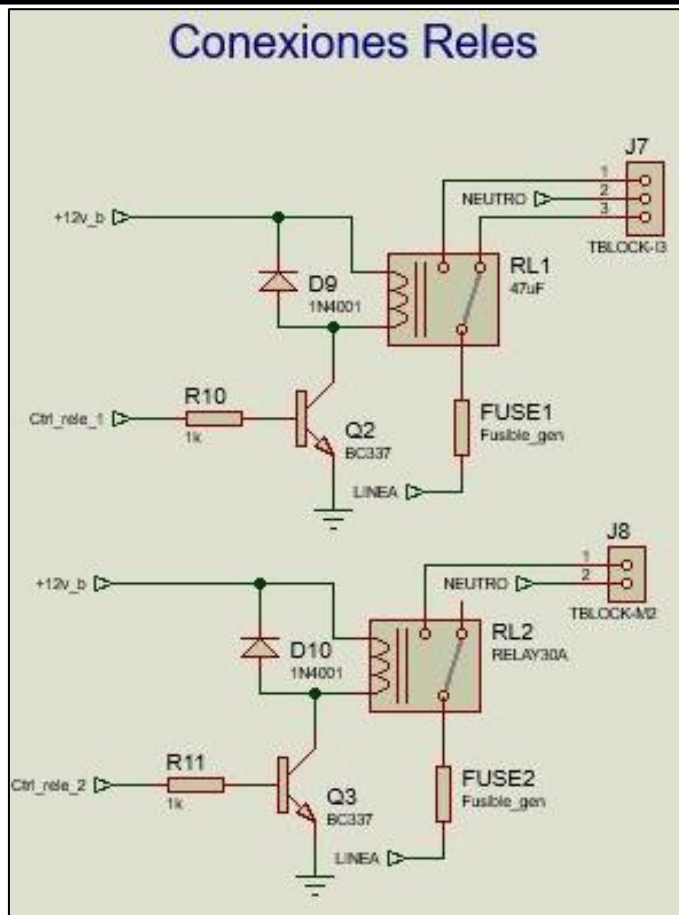 Conexiones Reles
J7
1
NEUTRO
2
3
TBLOCK-I3
+12v_b
D9
1N4001
RL1
47uF
R10
Ctrl_rele_1
1k
Q2
BC337
FUSE1
Fusible_gen
LINEA
J8
1
+12v_b
NEUTRO
2
TBLOCK-M2
D10
1N4001
RL2
RELAY30A
R11
Ctrl_rele_2
1k
Q3
BC337
FUSE2
Fusible_gen
LINEA